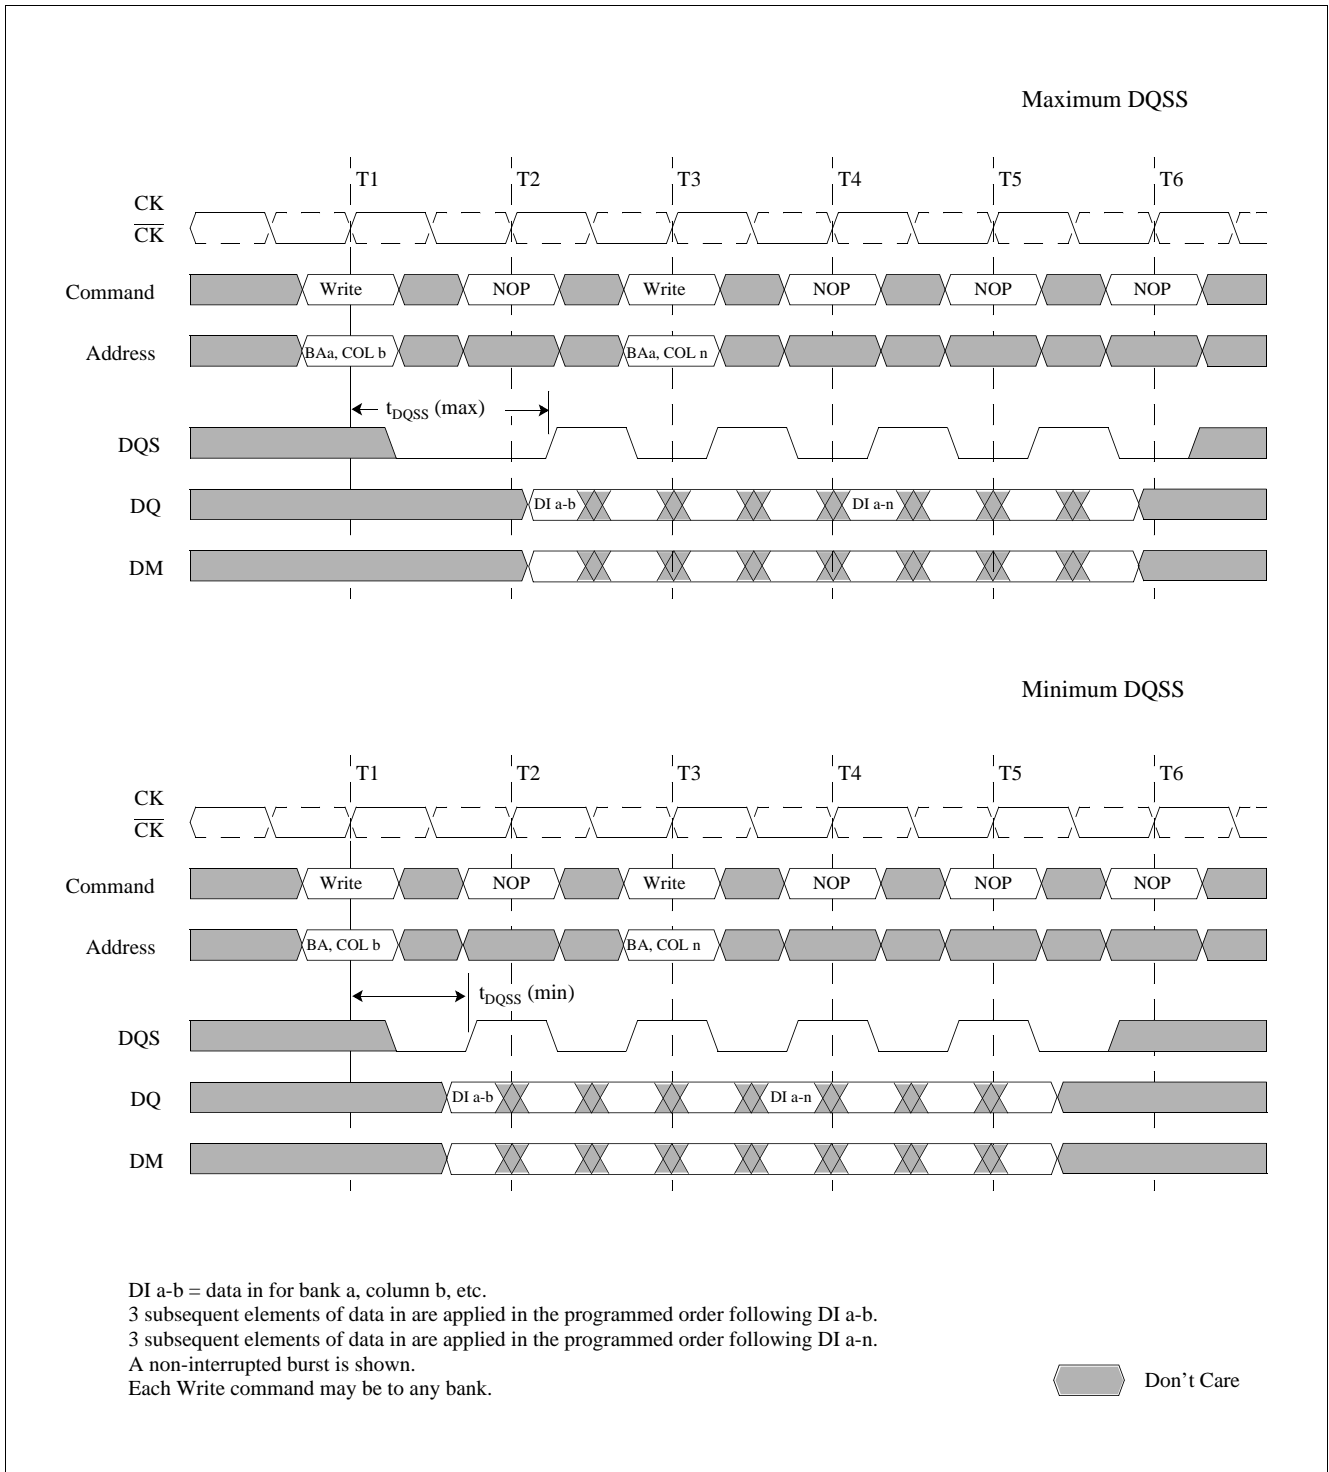 Maximum DQSS
T1 T2 T3 T4 T5 T6
CK
CK
Command Write NOP Write NOP NOP NOP
Address BAa, COL b BAa, COL n
tDQSS (max)
DQS
DQ DI a-b DI a-n
DM
Minimum DQSS
T1 T2 T3 T4 T5 T6
CK
CK
Command Write NOP Write NOP NOP NOP
Address BA, COL b BA, COL n
tDQSS (min)
DQS
DQ DI a-b DI a-n
DM
DI a-b = data in for bank a, column b, etc.
3 subsequent elements of data in are applied in the programmed order following DI a-b.
3 subsequent elements of data in are applied in the programmed order following DI a-n.
A non-interrupted burst is shown.
Each Write command may be to any bank.
Don't Care